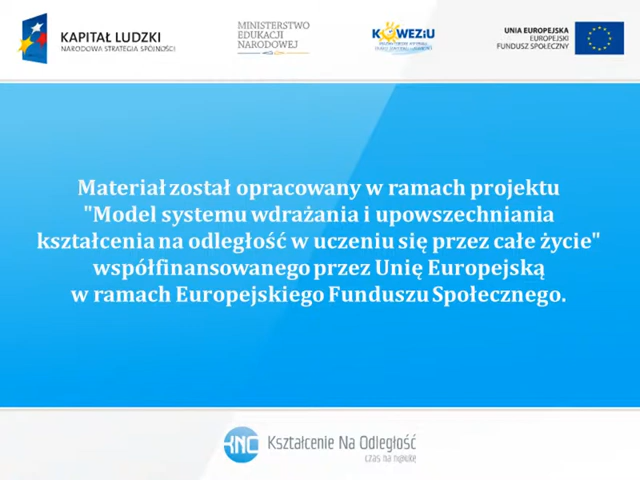 KAPITAŁ LUDZKI
NARODOWA STRATEGIA SPÓJNOŚCI
MINISTERSTWO
EDUKACJI
NARODOWEJ
KOWEZiU
UNIA EUROPEJSKA
EUROPEJSKI
FUNDUSZ SPOŁECZNY
Materiał został opracowany w ramach projektu
"Model systemu wdrażania i upowszechniania
kształcenia na odległość w uczeniu się przez całe życie"
współfinansowanego przez Unię Europejską
w ramach Europejskiego Funduszu Społecznego.
KNO Kształcenie Na Odległość
czas na naukę